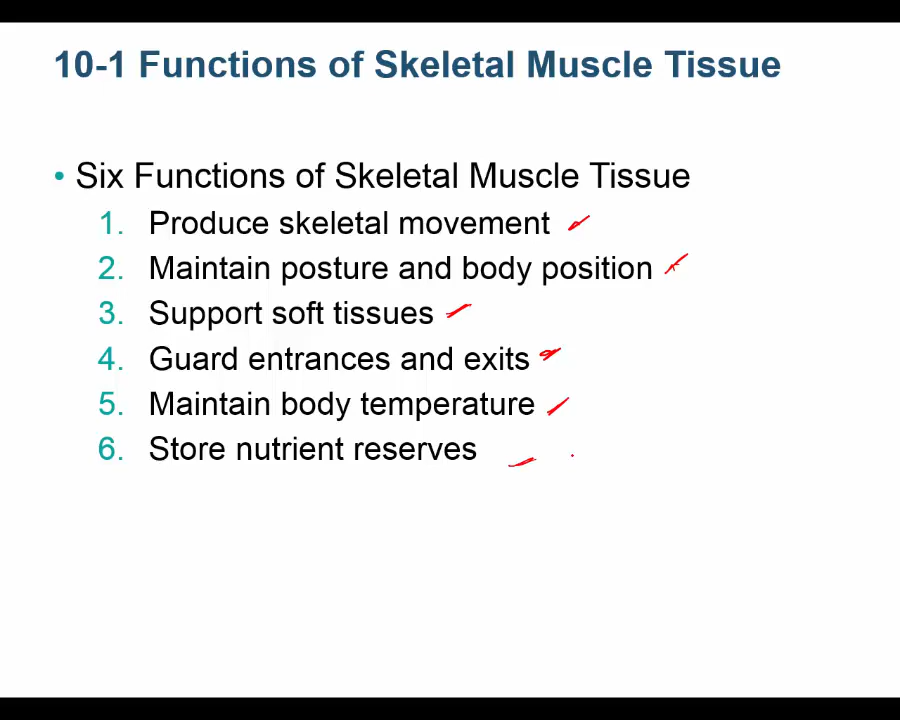 10-1 Functions of Skeletal Muscle Tissue
• Six Functions of Skeletal Muscle Tissue
1. Produce skeletal movement
2. Maintain posture and body position
3. Support soft tissues
4. Guard entrances and exits
5. Maintain body temperature
6. Store nutrient reserves